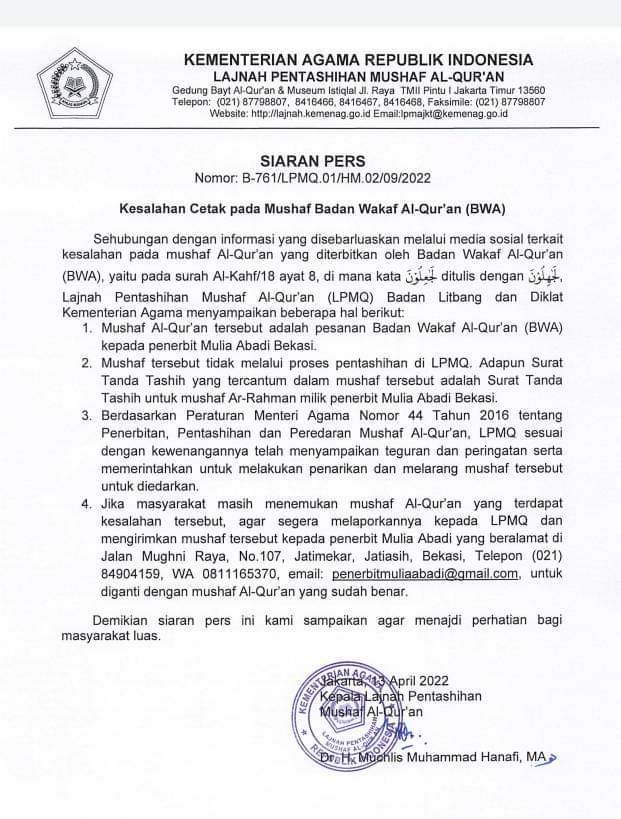 KEMENTERIAN AGAMA REPUBLIK INDONESIA
LAJNAH PENTASHIHAN MUSHAF AL-QUR'AN
Gedung Bayt Al-Qur'an & Museum Istiqlal Jl. Raya TMII Pintu I Jakarta Timur 13560
Telepon: (021) 87798807, 8416466, 8416467, 8416468, Faksimile: (021) 87798807
Website: http://lajnah.kemenag.go.id Email:lpmajkt@kemenag.go.id
SIARAN PERS
Nomor: B-761/LPMQ.01/HM.02/09/2022
Kesalahan Cetak pada Mushaf Badan Wakaf Al-Qur'an (BWA)
Sehubungan dengan informasi yang disebarluaskan melalui media sosial terkait
kesalahan pada mushaf Al-Qur'an yang diterbitkan oleh Badan Wakaf Al-Qur'an
(BWA), yaitu pada surah Al-Kahf/18 ayat 8, di mana kata لَجٰعِلُوْنَ ditulis dengan لَجٰهِلُوْنَ,
Lajnah Pentashihan Mushaf Al-Qur'an (LPMQ) Badan Litbang dan Diklat
Kementerian Agama menyampaikan beberapa hal berikut:
1. Mushaf Al-Qur'an tersebut adalah pesanan Badan Wakaf Al-Qur'an (BWA)
kepada penerbit Mulia Abadi Bekasi.
2. Mushaf tersebut tidak melalui proses pentashihan di LPMQ. Adapun Surat
Tanda Tashih yang tercantum dalam mushaf tersebut adalah Surat Tanda
Tashih untuk mushaf Ar-Rahman milik penerbit Mulia Abadi Bekasi.
3. Berdasarkan Peraturan Menteri Agama Nomor 44 Tahun 2016 tentang
Penerbitan, Pentashihan dan Peredaran Mushaf Al-Qur'an, LPMQ sesuai
dengan kewenangannya telah menyampaikan teguran dan peringatan serta
memerintahkan untuk melakukan penarikan dan melarang mushaf tersebut
untuk diedarkan.
4. Jika masyarakat masih menemukan mushaf Al-Qur'an yang terdapat
kesalahan tersebut, agar segera melaporkannya kepada LPMQ dan
mengirimkan mushaf tersebut kepada penerbit Mulia Abadi yang beralamat di
Jalan Mughni Raya, No.107, Jatimekar, Jatiasih, Bekasi, Telepon (021)
84904159, WA 0811165370, email: penerbitmuliaabadi@gmail.com, untuk
diganti dengan mushaf Al-Qur'an yang sudah benar.
Demikian siaran pers ini kami sampaikan agar menajdi perhatian bagi
masyarakat luas.
Jakarta, 13 April 2022
Kepala Lajnah Pentashihan
Mushaf Al-Qur'an
KEMENTERIAN AGAMA
LAJNAH PENTASHIHAN
MUSHAF AL-QUR'AN
REPUBLIK INDONESIA
Dr. H. Muchlis Muhammad Hanafi, MA